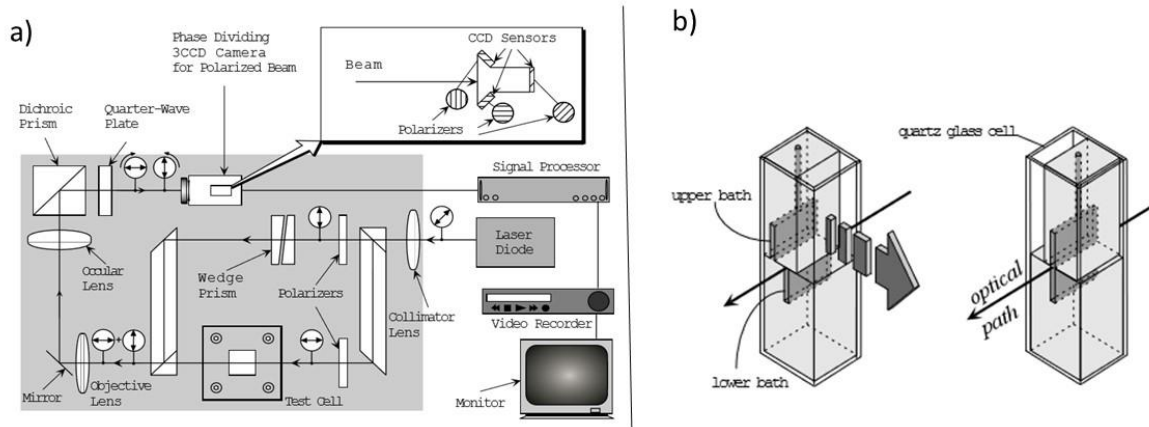 a)
Phase Dividing
3CCD Camera
for Polarized Beam
CCD Sensors
Beam
Polarizers
Dichroic
Prism
Quarter-Wave
Plate
Signal Processor
Laser
Diode
Wedge
Prism
Polarizers
Collimator
Lens
Occular
Lens
Video Recorder
Mirror
Objective
Lens
Test Cell
Monitor
b)
quartz glass cell
upper bath
optical
path
lower bath